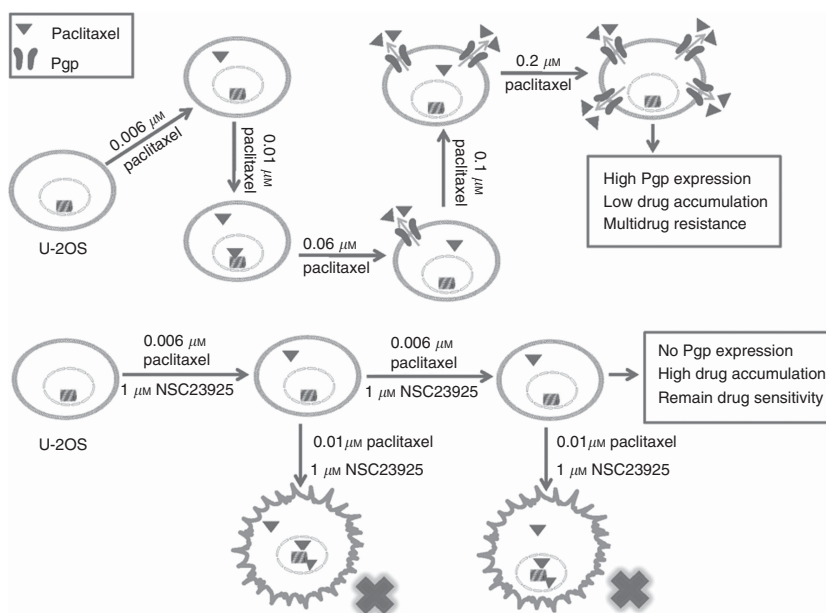 Paclitaxel
Pgp
0.006 μM
paclitaxel
U-2OS
0.01 μM
paclitaxel
0.06 μM
paclitaxel
0.1 μM
paclitaxel
0.2 μM
paclitaxel
High Pgp expression
Low drug accumulation
Multidrug resistance
U-2OS
0.006 μM
paclitaxel
1 μM NSC23925
0.006 μM
paclitaxel
1 μM NSC23925
No Pgp expression
High drug accumulation
Remain drug sensitivity
0.01μM paclitaxel
1 μM NSC23925
0.01μM paclitaxel
1 μM NSC23925